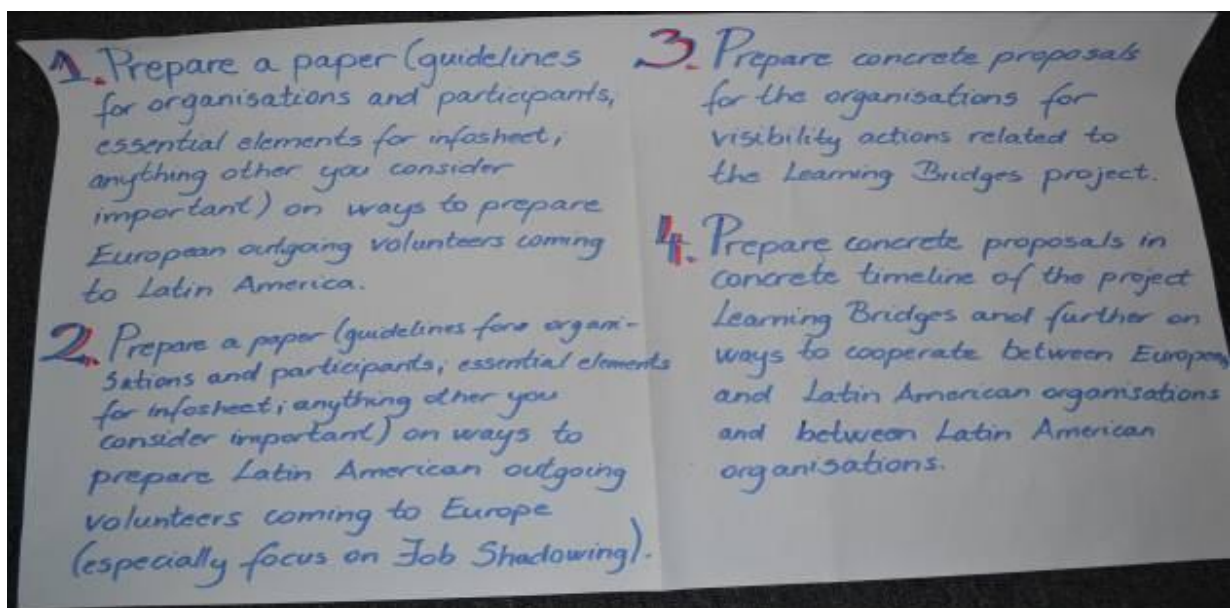 1. Prepare a paper (guidelines
for organisations and participants,
essential elements for infosheet,
anything other you consider
important) on ways to prepare
European outgoing volunteers coming
to Latin America.
2. Prepare a paper (guidelines fore organi-
sations and participants; essential elements
for infosheet; anything other you
consider important) on ways to
prepare Latin American outgoing
volunteers coming to Europe
(especially focus on Job Shadowing).
3. Prepare concrete proposals
for the organisations for
visibility actions related to
the Learning Bridges project.
4. Prepare concrete proposals in
concrete timeline of the project
Learning Bridges and further on
ways to cooperate between European
and Latin American organisations
and between Latin American
organisations.